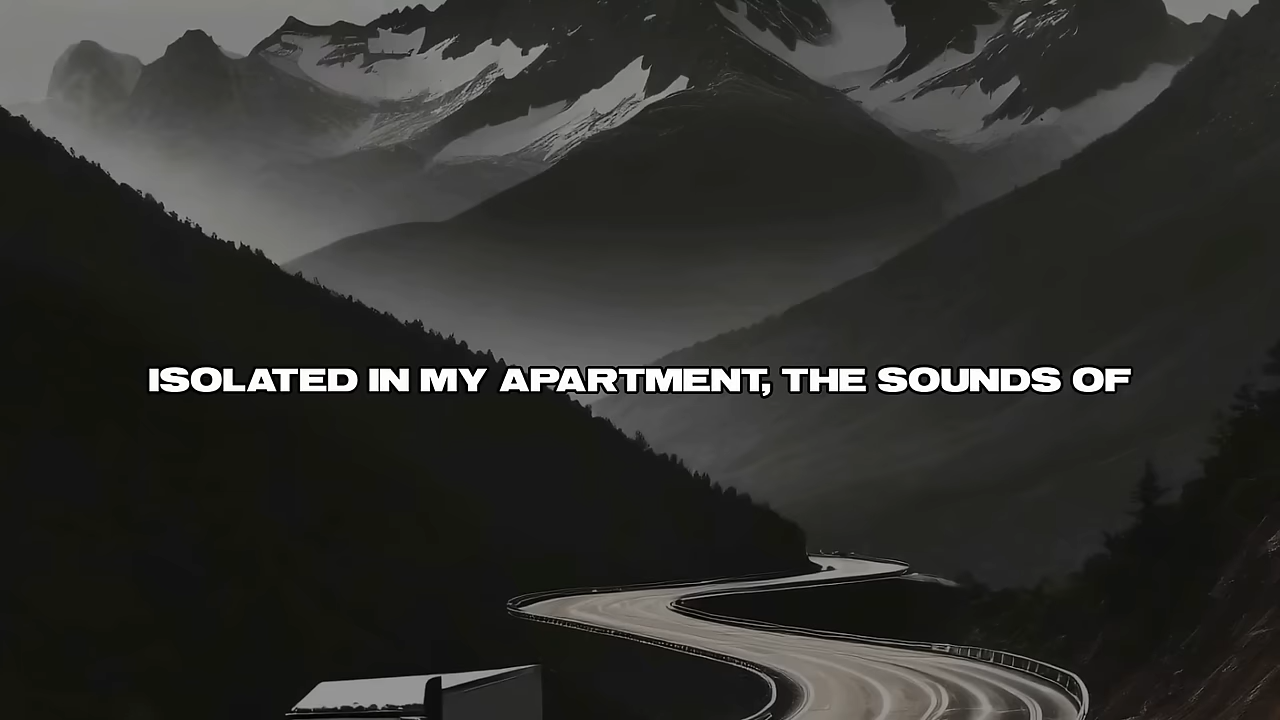 ISOLATED IN MY APARTMENT, THE SOUNDS OF